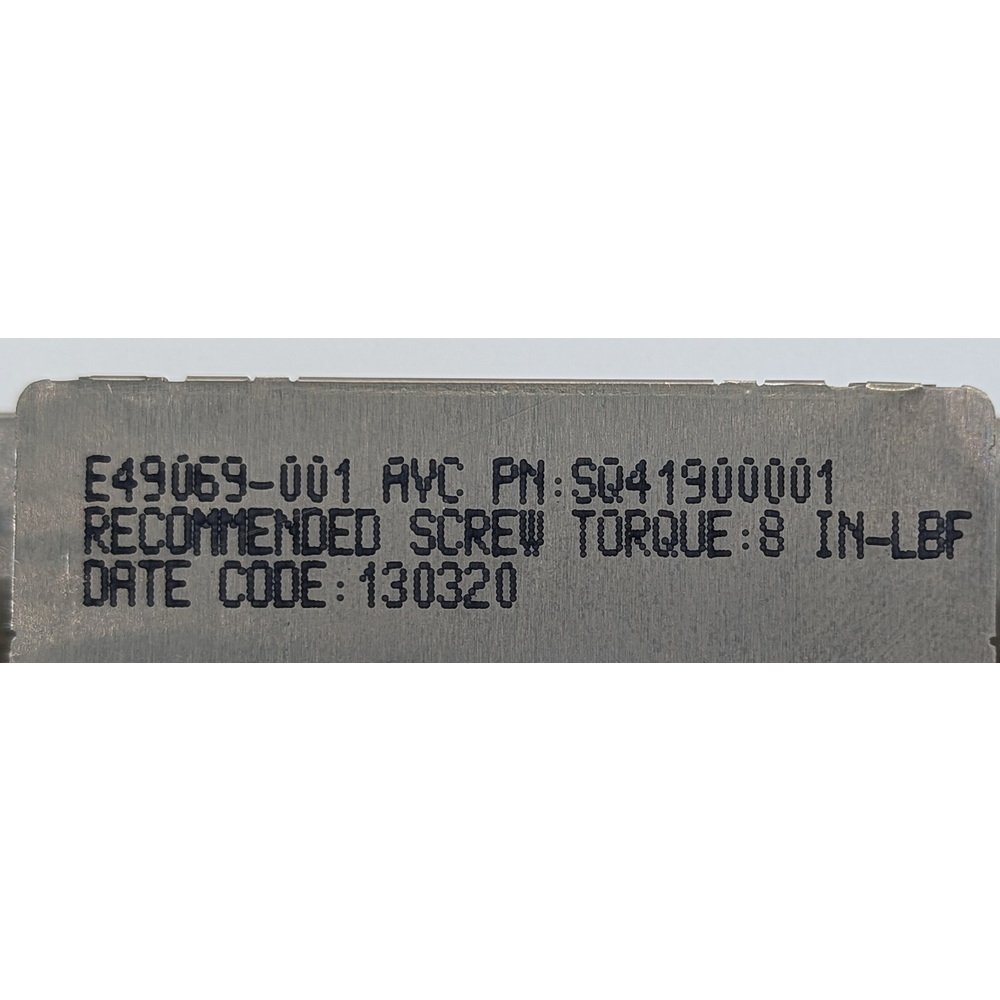 E49069-001 AVC PN:SQ41900001
RECOMMENDED SCREW TORQUE:8 IN-LBF
DATE CODE:130320